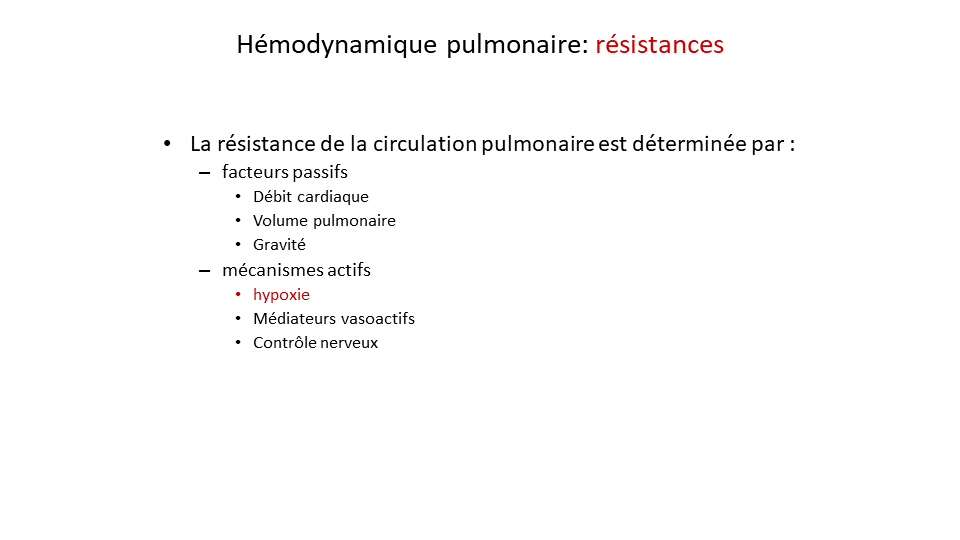 Hémodynamique pulmonaire: résistances
• La résistance de la circulation pulmonaire est déterminée par :
– facteurs passifs
• Débit cardiaque
• Volume pulmonaire
• Gravité
– mécanismes actifs
• hypoxie
• Médiateurs vasoactifs
• Contrôle nerveux